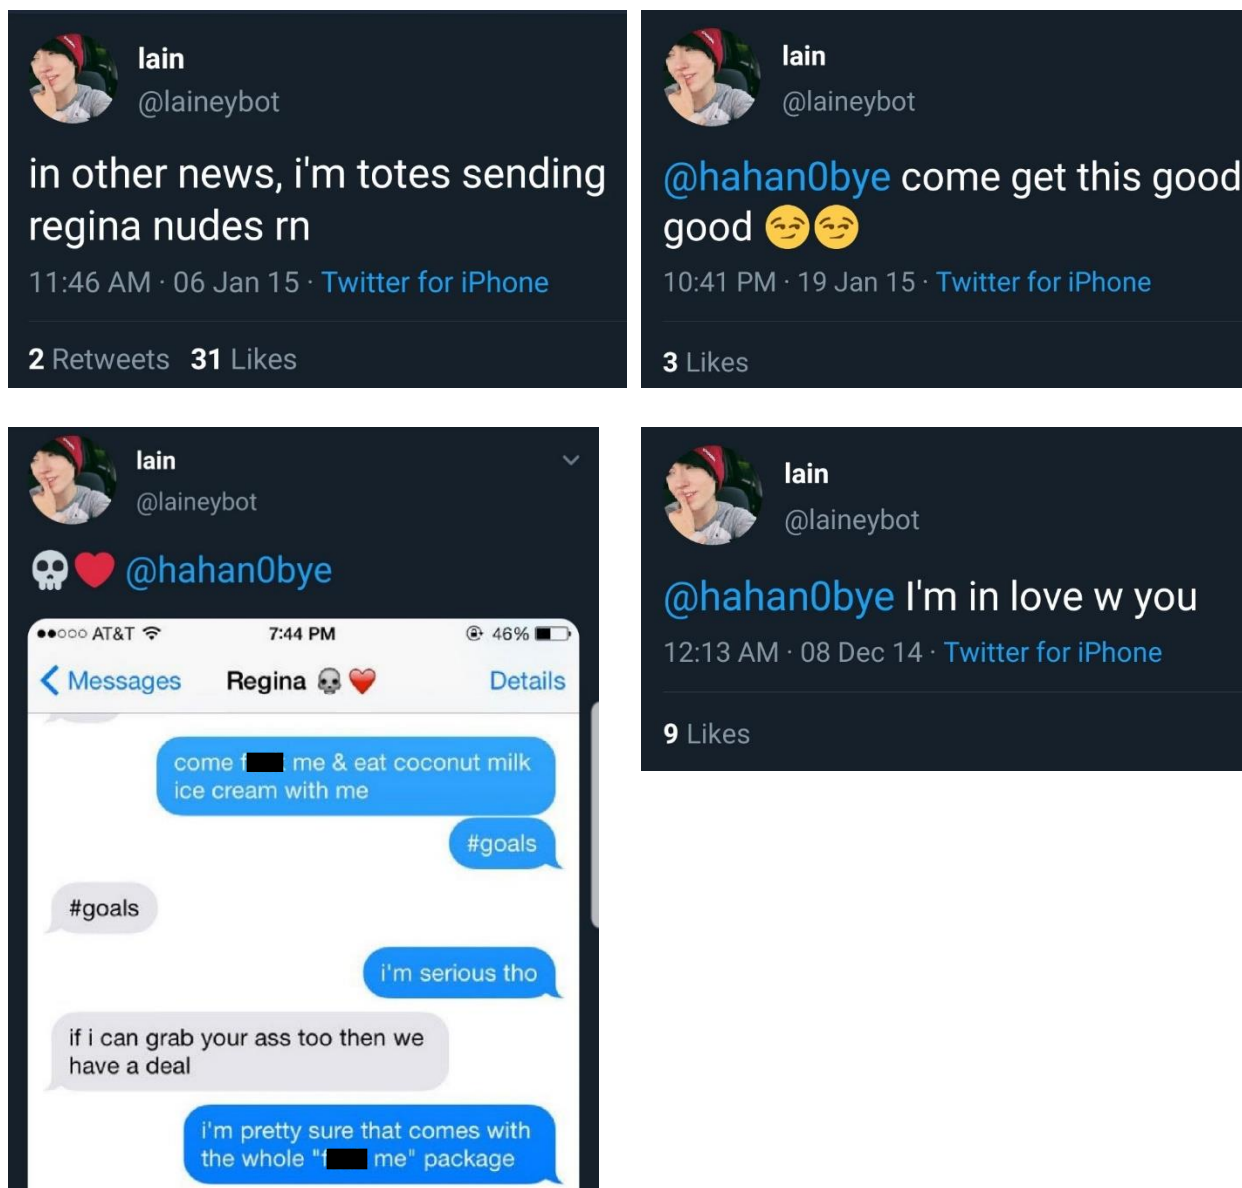 lain
@laineybot
in other news, i'm totes sending
regina nudes rn
11:46 AM · 06 Jan 15 · Twitter for iPhone
2 Retweets 31 Likes
lain
@laineybot
@hahan0bye come get this good
good 😏😏
10:41 PM · 19 Jan 15 · Twitter for iPhone
3 Likes
lain
@laineybot
💀❤️ @hahan0bye
AT&T 7:44 PM 46%
Messages Regina 💀❤️ Details
come f me & eat coconut milk
ice cream with me
#goals
#goals
i'm serious tho
if i can grab your ass too then we
have a deal
i'm pretty sure that comes with
the whole "f me" package
lain
@laineybot
@hahan0bye I'm in love w you
12:13 AM · 08 Dec 14 · Twitter for iPhone
9 Likes